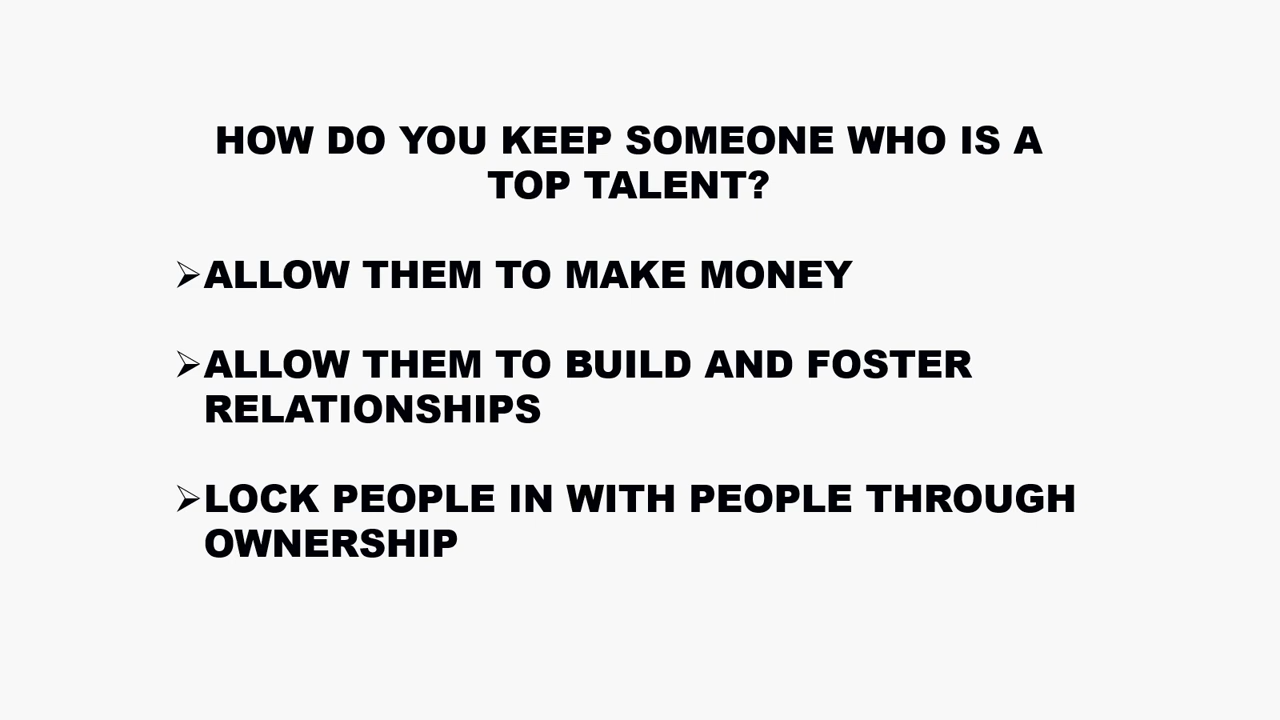 HOW DO YOU KEEP SOMEONE WHO IS A
TOP TALENT?
➢ALLOW THEM TO MAKE MONEY
➢ALLOW THEM TO BUILD AND FOSTER
RELATIONSHIPS
➢LOCK PEOPLE IN WITH PEOPLE THROUGH
OWNERSHIP